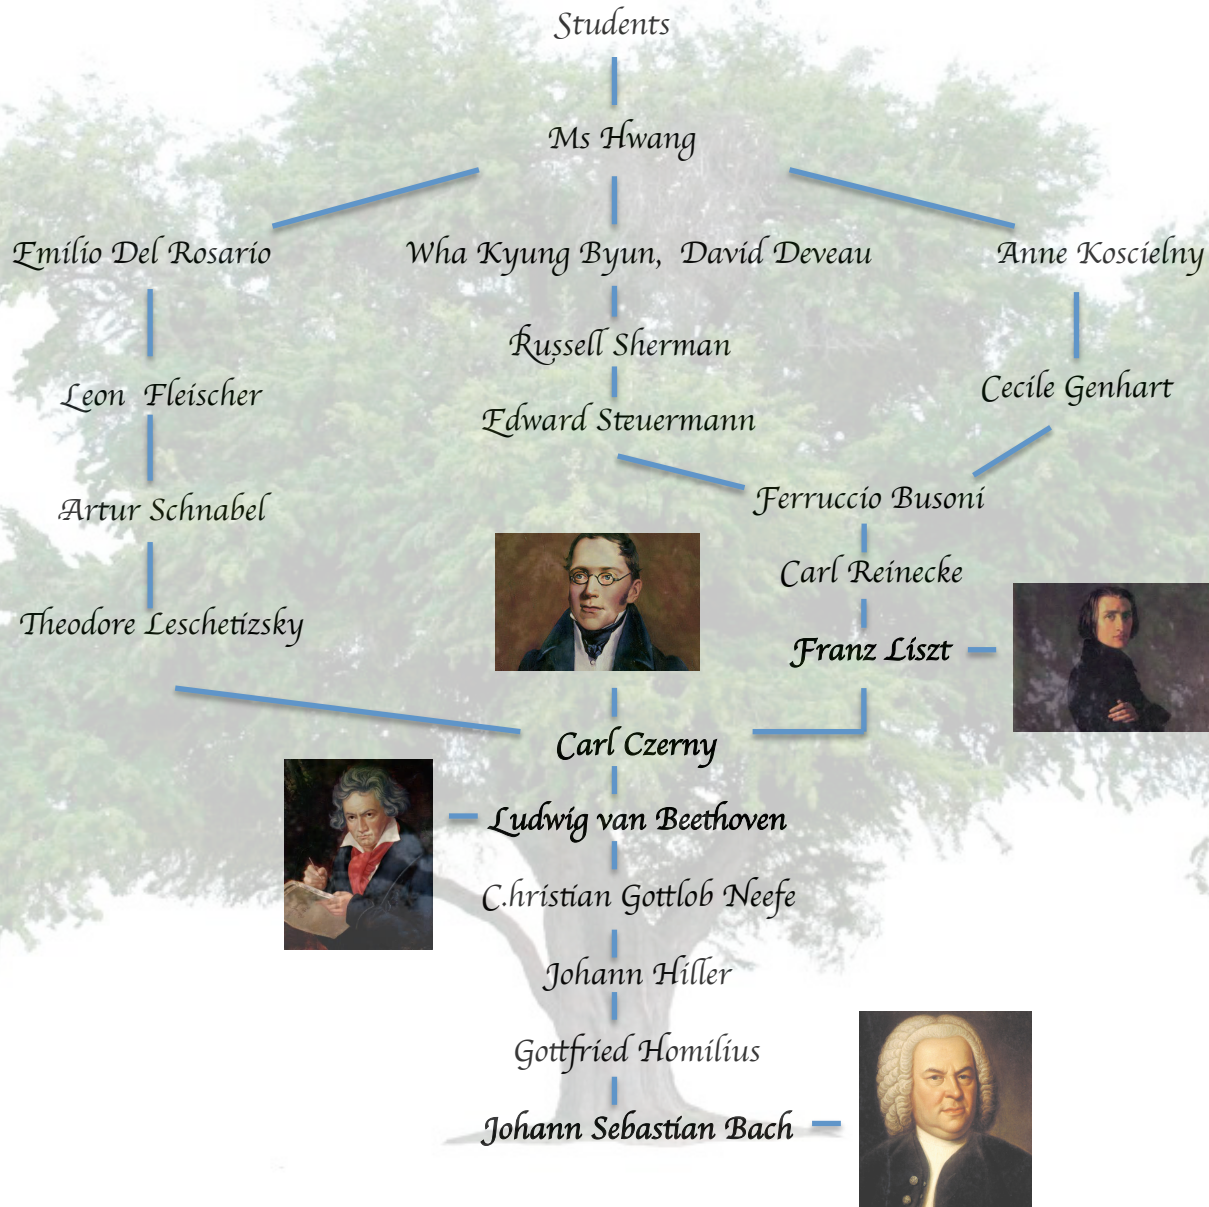 Students
Ms Hwang
Emilio Del Rosario
Wha Kyung Byun, David Deveau
Anne Koscielny
Russell Sherman
Leon Fleischer
Cecile Genhart
Edward Steuermann
Artur Schnabel
Ferruccio Busoni
Carl Reinecke
Theodore Leschetizsky
Franz Liszt
Carl Czerny
Ludwig van Beethoven
C.hristian Gottlob Neefe
Johann Hiller
Gottfried Homilius
Johann Sebastian Bach